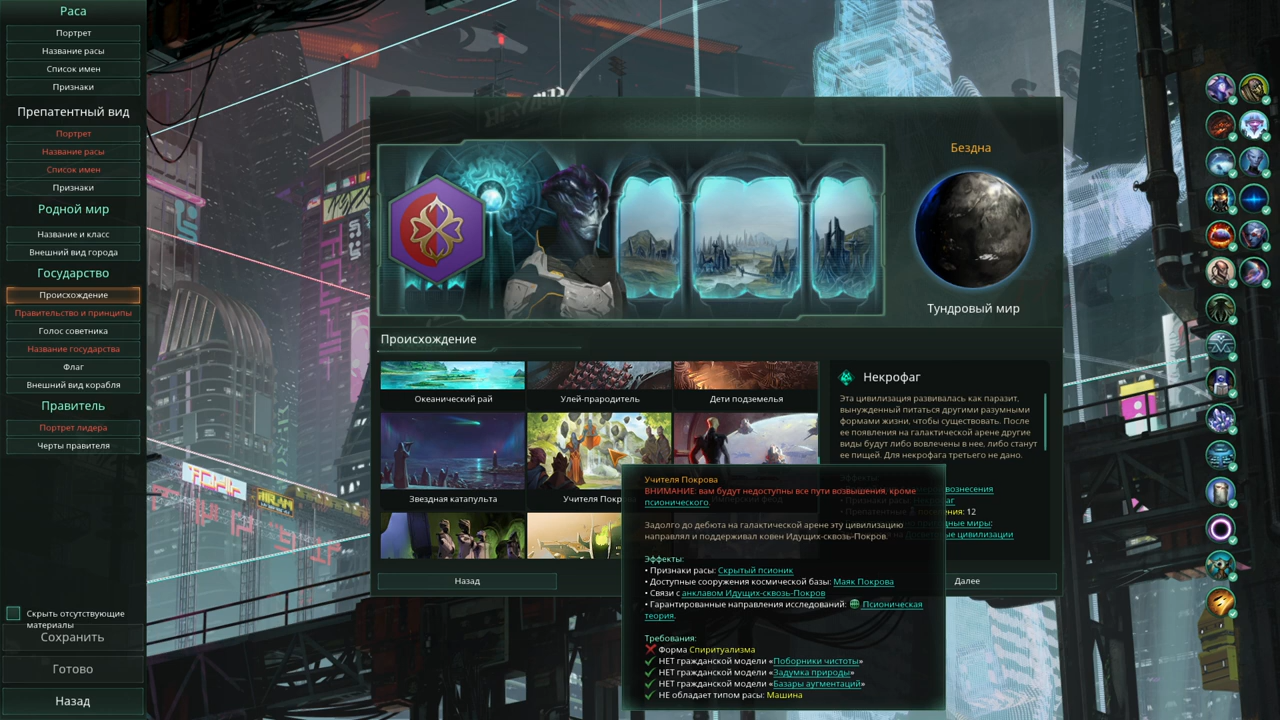 Раса
Портрет
Название расы
Список имен
Признаки
Препатентный вид
Портрет
Название расы
Список имен
Признаки
Родной мир
Название и класс
Внешний вид города
Государство
Происхождение
Правительство и принципы
Голос советника
Название государства
Флаг
Внешний вид корабля
Правитель
Портрет лидера
Черты правителя
Скрыть отсутствующие
материалы
Сохранить
Готово
Назад
Бездна
Тундровый мир
Происхождение
Океанический рай
Улей-прародитель
Дети подземелья
Звездная катапульта
Учителя Покр
Назад
Некрофаг
Эта цивилизация развивалась как паразит,
вынужденный питаться другими разумными
формами жизни, чтобы существовать. После
ее появления на галактической арене другие
виды будут либо вовлечены в нее, либо станут
ее пищей. Для некрофага третьего не дано.
вознесения
12
Далее
Учителя Покрова
ВНИМАНИЕ: вам будут недоступны все пути возвышения, кроме
псионического.
Задолго до дебюта на галактической арене эту цивилизацию
направлял и поддерживал ковен Идущих-сквозь-Покров.
Эффекты:
• Признаки расы: Скрытый псионик
• Доступные сооружения космической базы: Маяк Покрова
• Связи с анклавом Идущих-сквозь-Покров
• Гарантированные направления исследований: Псионическая
теория.
Требования:
Форма Спиритуализма
НЕТ гражданской модели «Поборники чистоты»
НЕТ гражданской модели «Задумка природы»
НЕТ гражданской модели «Базары аугментаций»
НЕ обладает типом расы: Машина